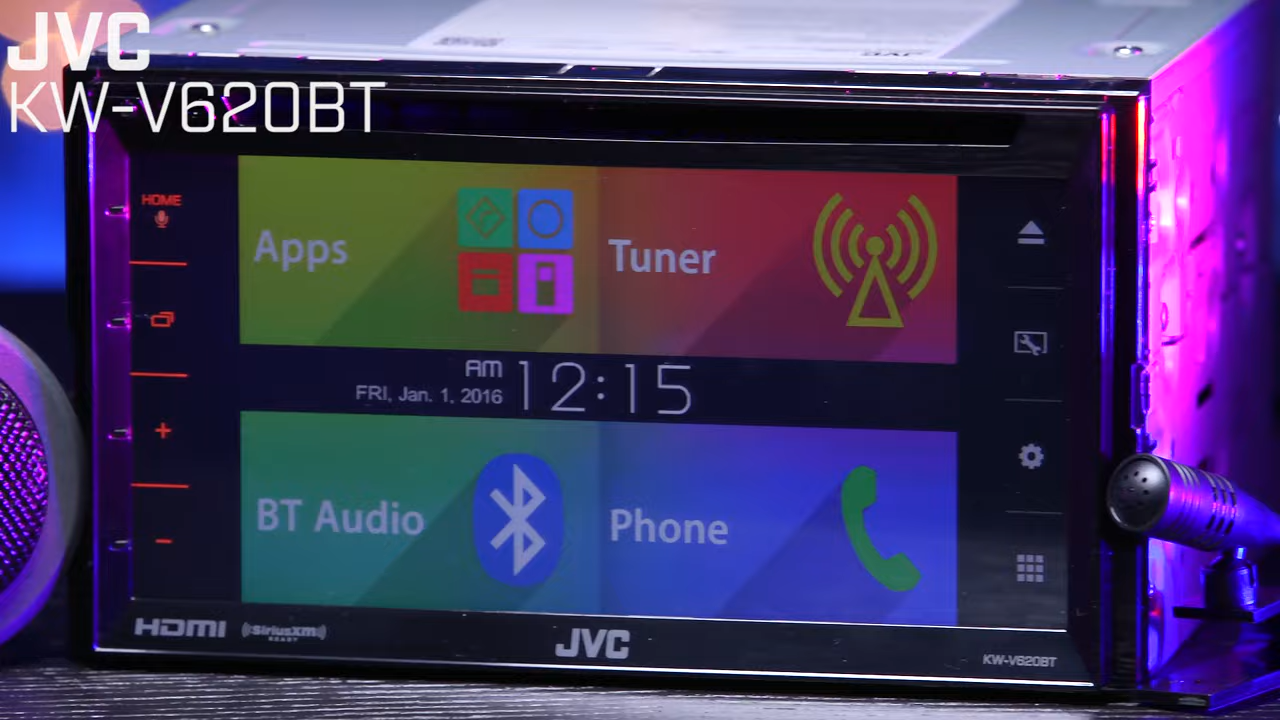 JVC
KW-V620BT
HOME
Apps
Tuner
AM
FRI, Jan. 1, 2016
12:15
BT Audio
Phone
HDMI
((SiriusXM))
READY
JVC
KW-V620BT